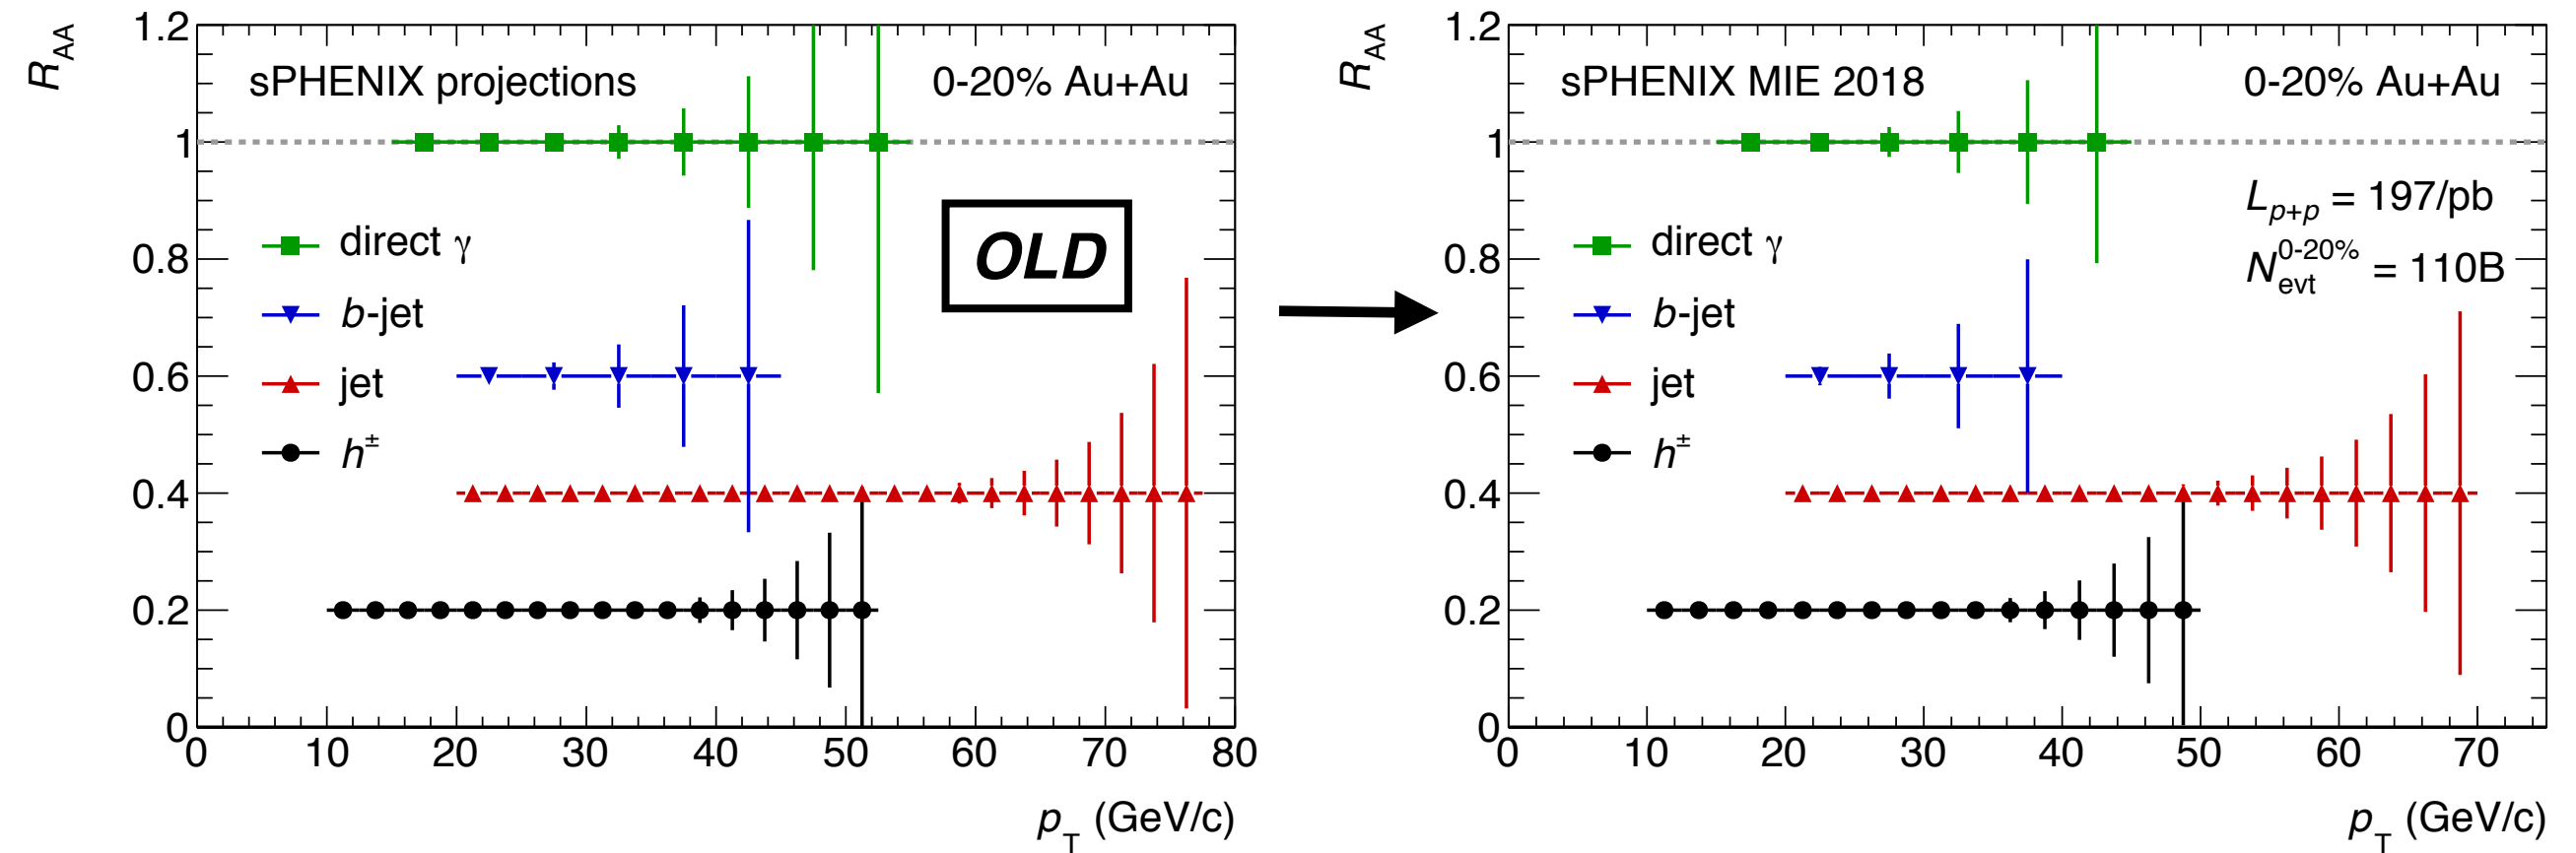 R_AA
1.2
1
0.8
0.6
0.4
0.2
0
sPHENIX projections
0-20% Au+Au
OLD
direct γ
b-jet
jet
h±
0 10 20 30 40 50 60 70 80
p_T (GeV/c)
R_AA
1.2
1
0.8
0.6
0.4
0.2
0
sPHENIX MIE 2018
0-20% Au+Au
L_p+p = 197/pb
N_evt^0-20% = 110B
direct γ
b-jet
jet
h±
0 10 20 30 40 50 60 70
p_T (GeV/c)